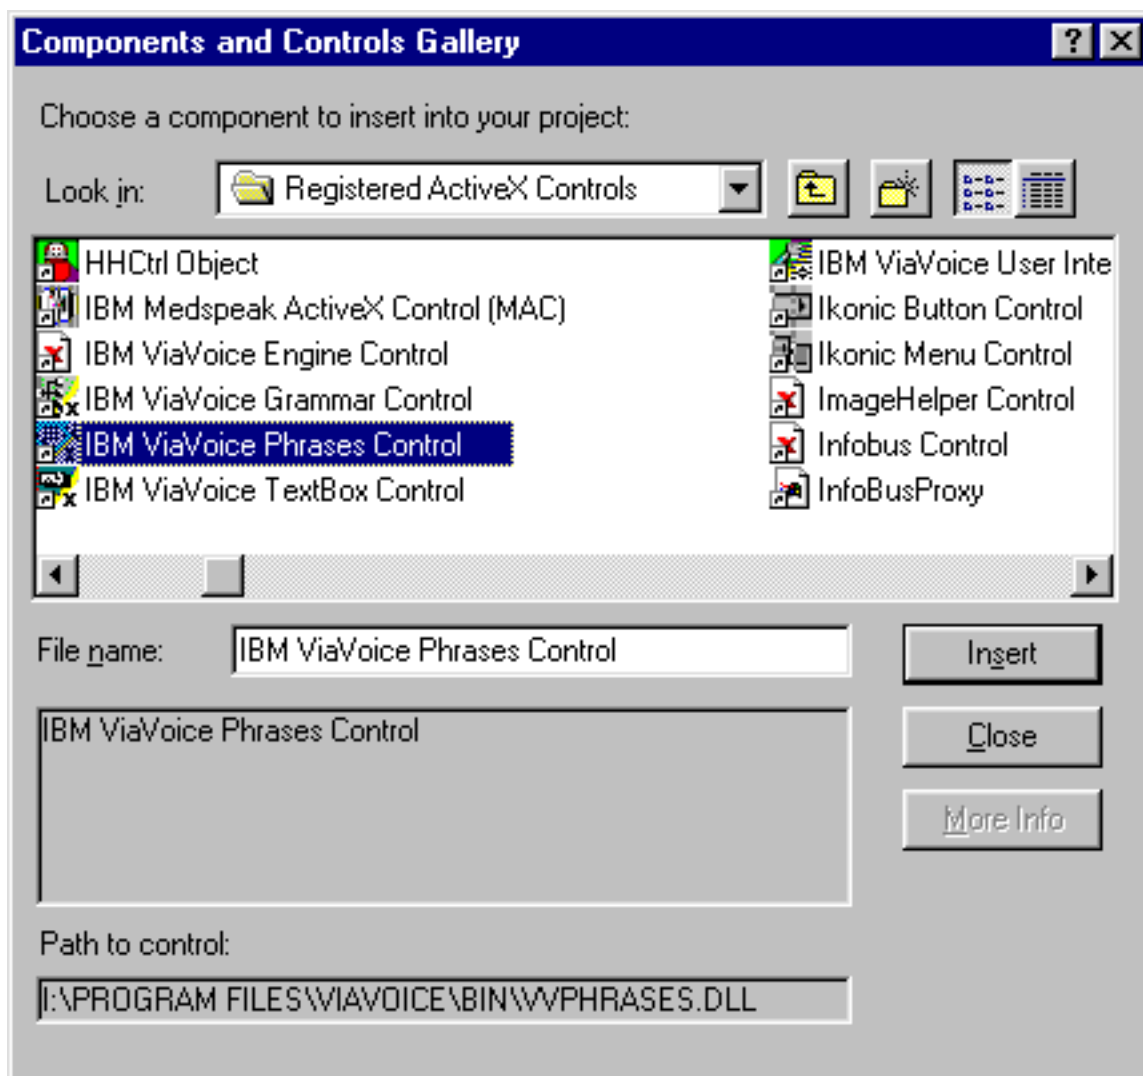 Components and Controls Gallery
Choose a component to insert into your project:
Look in: Registered ActiveX Controls
HHCtrl Object
IBM Medspeak ActiveX Control (MAC)
IBM ViaVoice Engine Control
IBM ViaVoice Grammar Control
IBM ViaVoice Phrases Control
IBM ViaVoice TextBox Control
IBM ViaVoice User Inte
Ikonic Button Control
Ikonic Menu Control
ImageHelper Control
Infobus Control
InfoBusProxy
File name: IBM ViaVoice Phrases Control
Insert
IBM ViaVoice Phrases Control
Close
More Info
Path to control:
I:\PROGRAM FILES\VIAVOICE\BIN\VVPHRASES.DLL